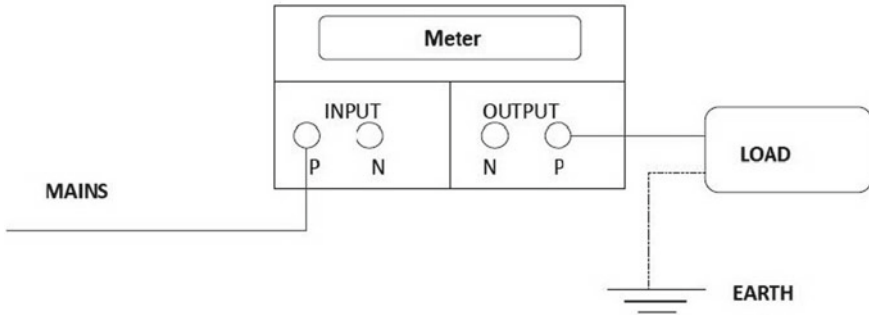 Meter
INPUT
OUTPUT
P
N
N
P
LOAD
MAINS
EARTH